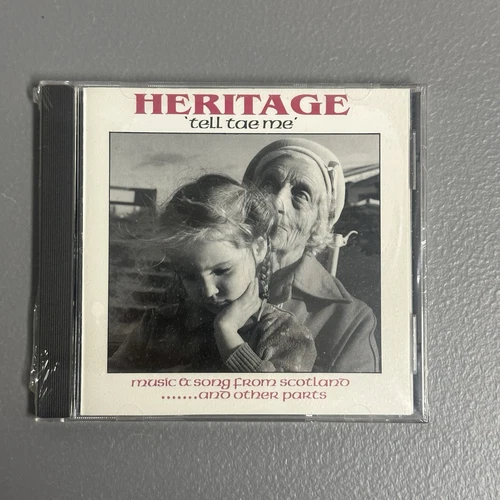 HERITAGE
'tell tae me'
music & song from scotland
.......and other parts